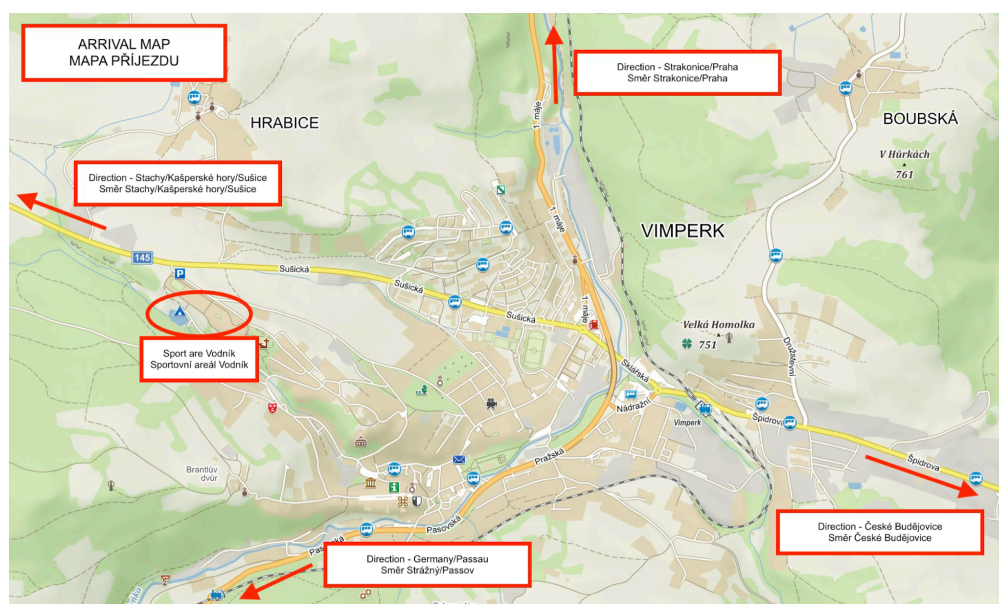 ARRIVAL MAP
MAPA PŘÍJEZDU
Direction - Strakonice/Praha
Směr Strakonice/Praha
HRABICE
1. máje
BOUBSKÁ
V Hůrkách
761
Direction - Stachy/Kašperské hory/Sušice
Směr Stachy/Kašperské hory/Sušice
1. máje
VIMPERK
145
P
Sušická
Sušická
Sušická
1. máje
Velká Homolka
751
Družstevní
Sport are Vodník
Sportovní areál Vodník
Sklářská
Nádražní
Vimperk
Špidrova
Špidrova
Pražská
Brantlův
dvůr
Pasovská
Direction - České Budějovice
Směr České Budějovice
Direction - Germany/Passau
Směr Strážný/Passov